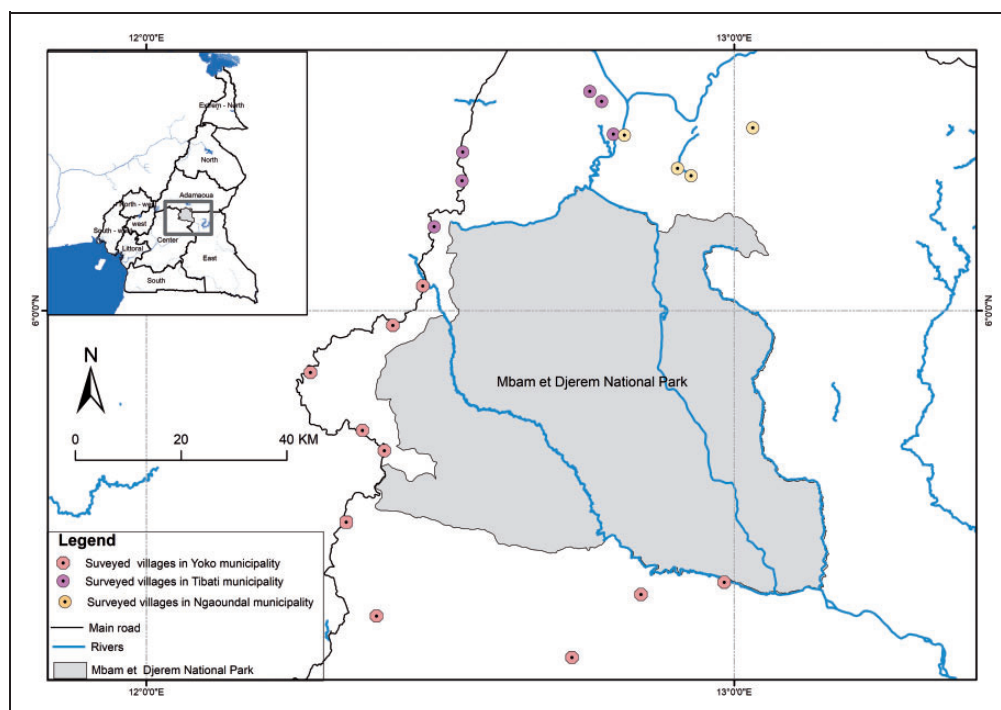 12°0'0"E
13°0'0"E
Extrem - North
North
Adamaoua
North - west
west
South - west
Littoral
Center
East
South
6°0'0"N
6°0'0"N
N
Mbam et Djerem National Park
0 20 40 KM
Legend
Suveyed villages in Yoko municipality
Surveyed villages in Tibati municipality
Surveyed villages in Ngaoundal municipality
Main road
Rivers
Mbam et Djerem National Park
12°0'0"E
13°0'0"E